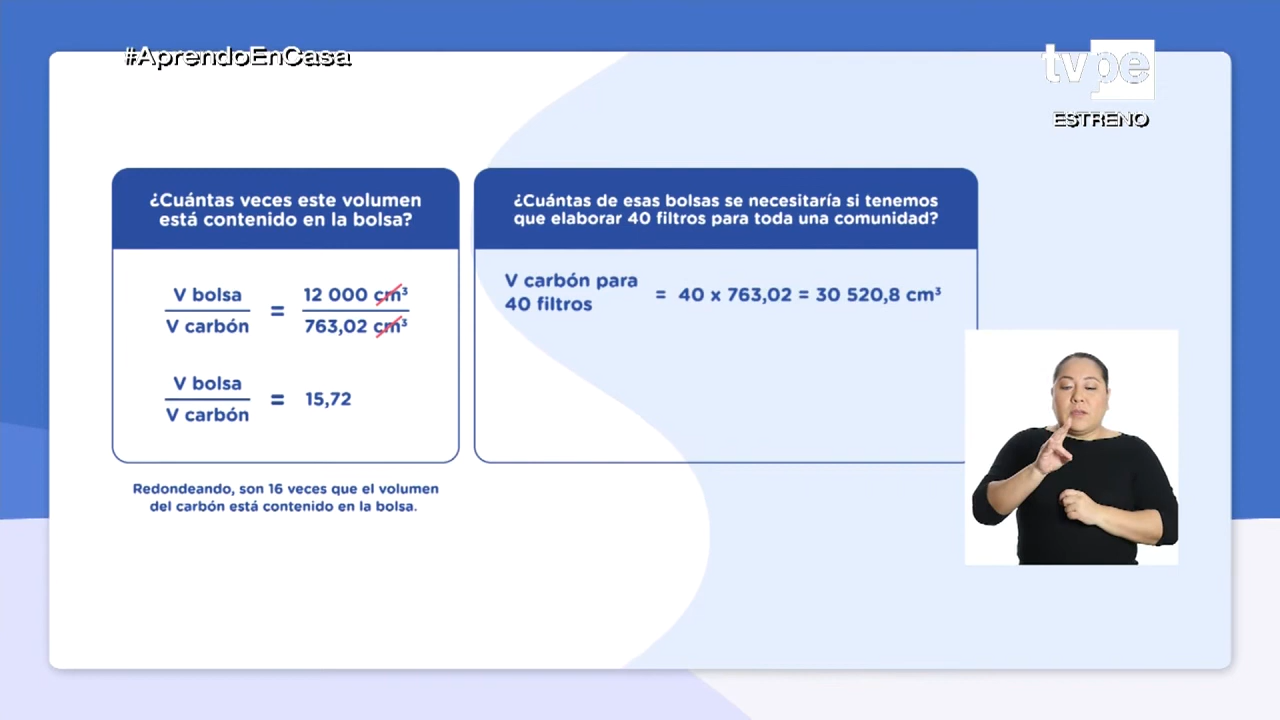 #AprendoEnCasa
tvpe
ESTRENO
¿Cuántas veces este volumen
está contenido en la bolsa?
V bolsa
V carbón
=
12 000 cm³
763,02 cm³
V bolsa
V carbón
= 15,72
Redondeando, son 16 veces que el volumen
del carbón está contenido en la bolsa.
¿Cuántas de esas bolsas se necesitaría si tenemos
que elaborar 40 filtros para toda una comunidad?
V carbón para
40 filtros
= 40 x 763,02 = 30 520,8 cm³